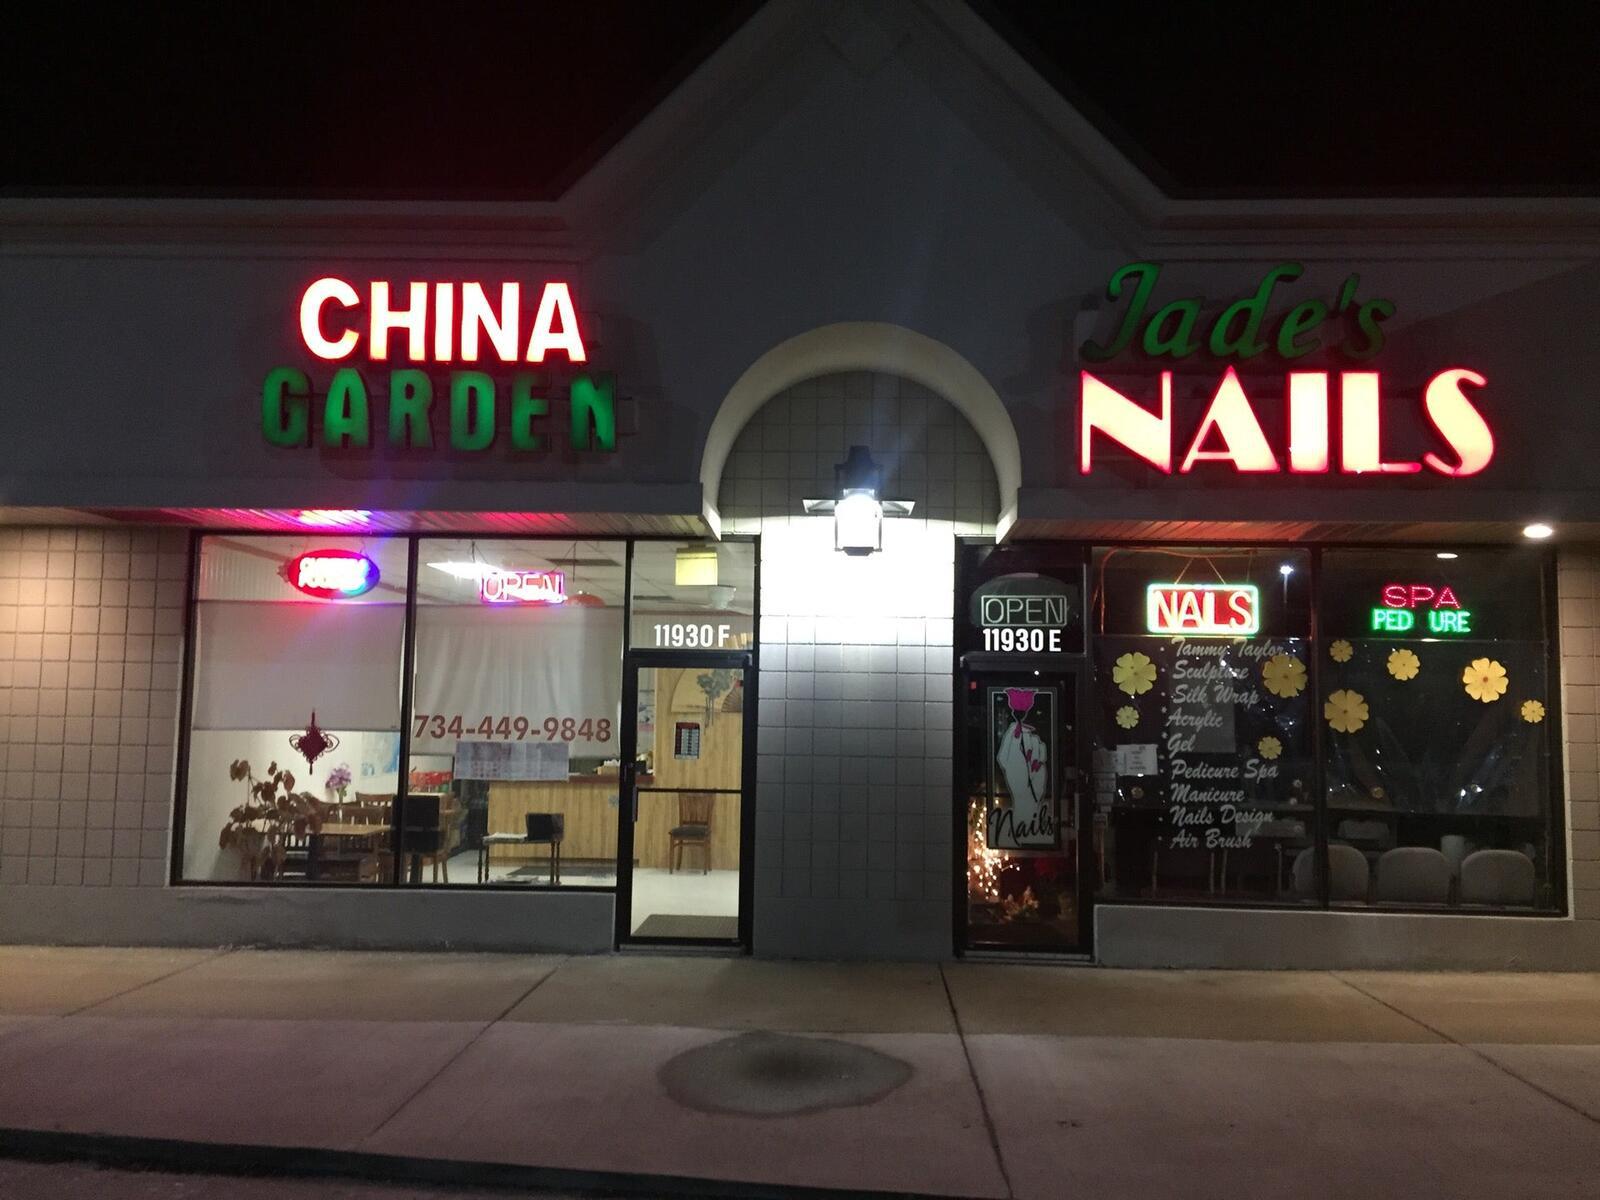 CHINA
GARDEN
OPEN
11930 F
734-449-9848
Jade's
NAILS
OPEN
11930 E
Nails
NAILS
SPA
PED URE
Tammy Taylor
Sculpture
Silk Wrap
Acrylic
Gel
Pedicure Spa
Manicure
Nails Design
Air Brush